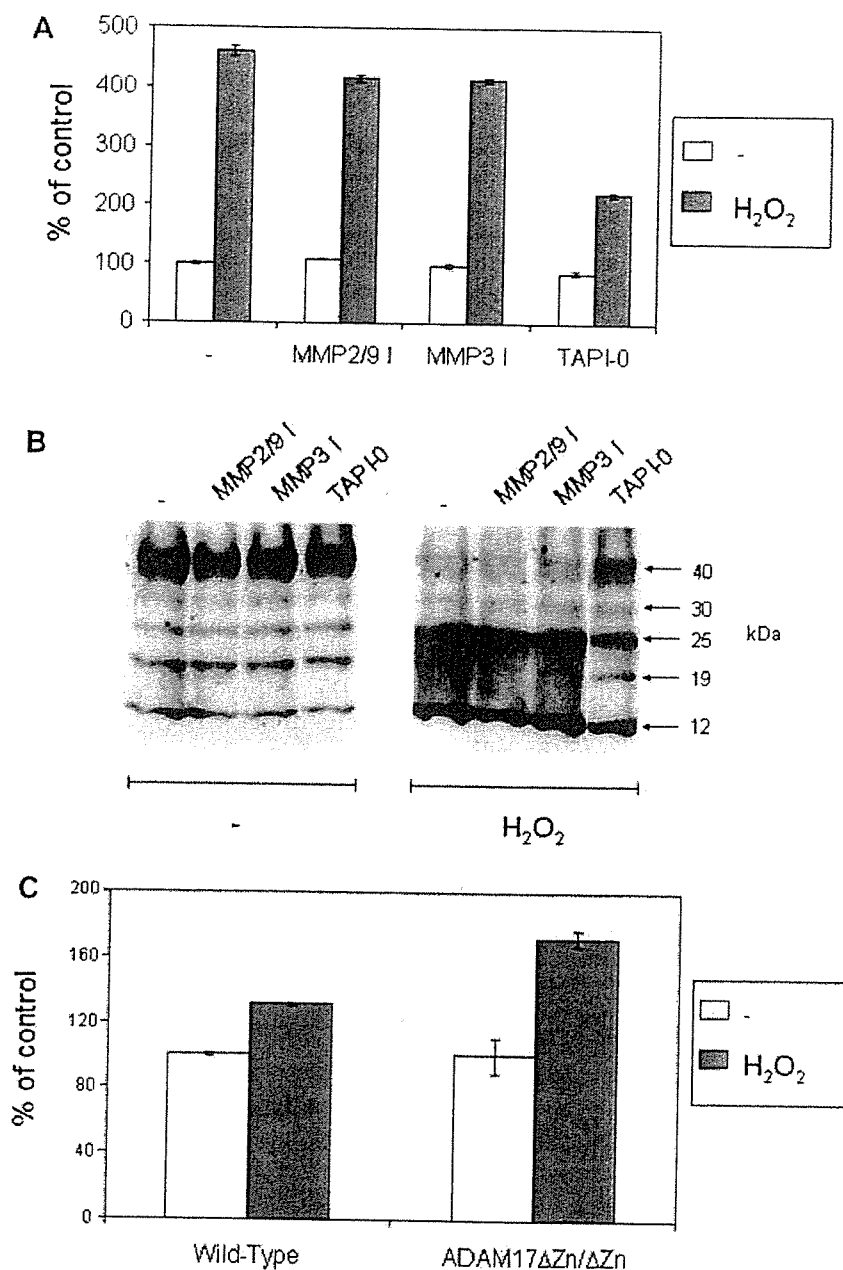 A
% of control
500
400
300
200
100
0
-
MMP2/9 I
MMP3 I
TAPI-0
-
H2O2
B
-
MMP2/9 I
MMP3 I
TAPI-0
-
MMP2/9 I
MMP3 I
TAPI-0
40
30
25
19
12
kDa
-
H2O2
C
% of control
200
160
120
80
40
0
Wild-Type
ADAM17ΔZn/ΔZn
-
H2O2